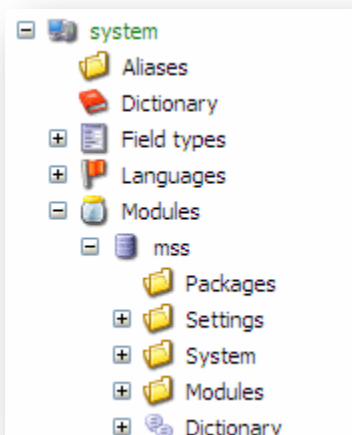 system
Aliases
Dictionary
Field types
Languages
Modules
mss
Packages
Settings
System
Modules
Dictionary